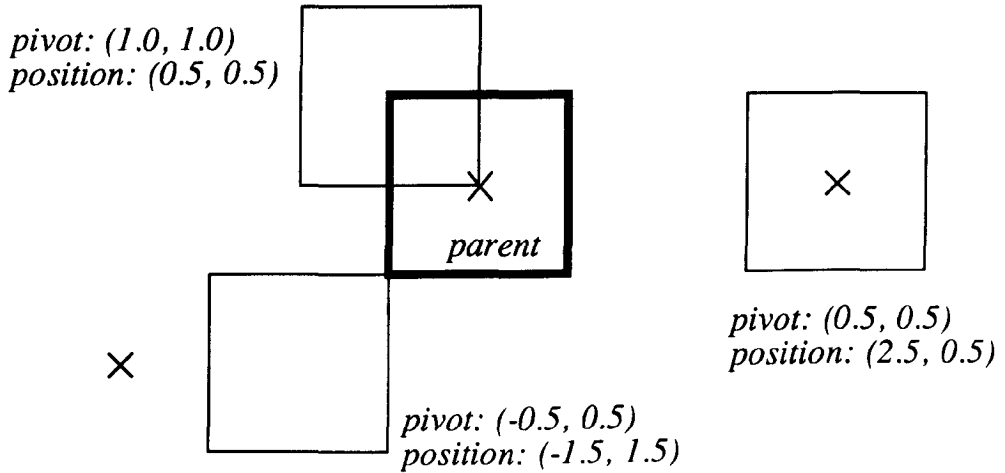 pivot: (1.0, 1.0)
position: (0.5, 0.5)
parent
pivot: (0.5, 0.5)
position: (2.5, 0.5)
pivot: (-0.5, 0.5)
position: (-1.5, 1.5)